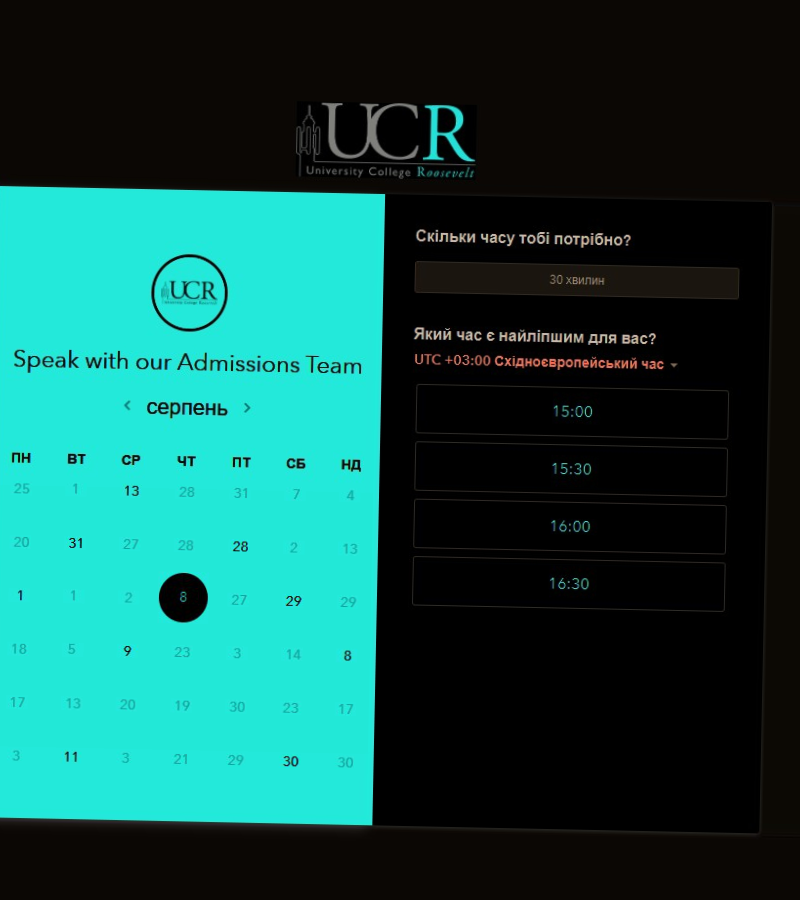 UCR
University College Roosevelt
UCR
University College Roosevelt
Speak with our Admissions Team
серпень
ПН ВТ СР ЧТ ПТ СБ НД
25 1 13 28 31 7 4
20 31 27 28 28 2 13
1 1 2 8 27 29 29
18 5 9 23 3 14 8
17 13 20 19 30 23 17
3 11 3 21 29 30 30
Скільки часу тобі потрібно?
30 хвилин
Який час є найліпшим для вас?
UTC +03:00 Східноєвропейський час
15:00
15:30
16:00
16:30